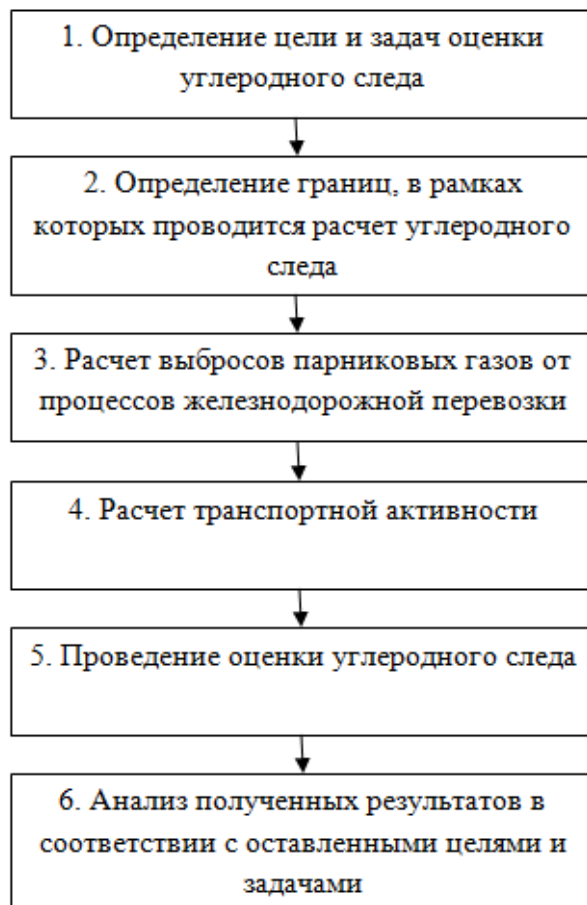 1. Определение цели и задач оценки
углеродного следа
2. Определение границ, в рамках
которых проводится расчет углеродного
следа
3. Расчет выбросов парниковых газов от
процессов железнодорожной перевозки
4. Расчет транспортной активности
5. Проведение оценки углеродного следа
6. Анализ полученных результатов в
соответствии с оставленными целями и
задачами